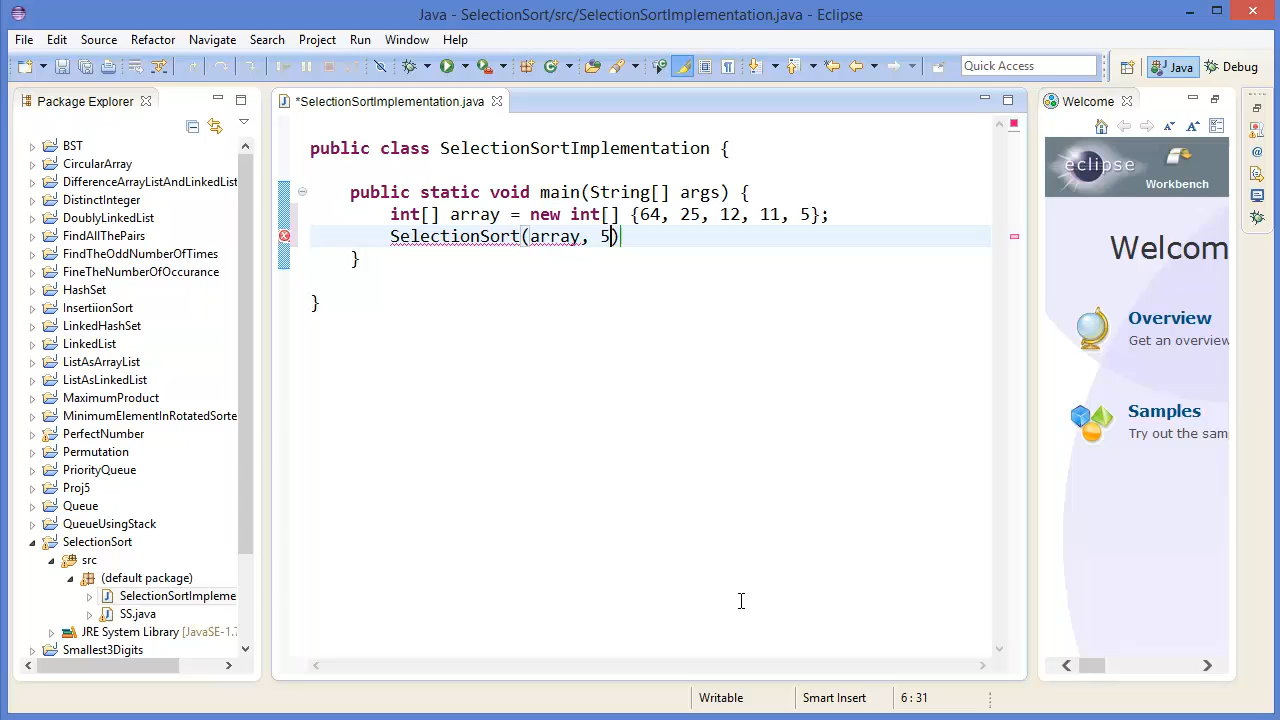 Java - SelectionSort/src/SelectionSortImplementation.java - Eclipse
File Edit Source Refactor Navigate Search Project Run Window Help
Quick Access
Java
Debug
Package Explorer
*SelectionSortImplementation.java
Welcome
BST
CircularArray
DifferenceArrayListAndLinkedList
DistinctInteger
DoublyLinkedList
FindAllThePairs
FindTheOddNumberOfTimes
FineTheNumberOfOccurance
HashSet
InsertiionSort
LinkedHashSet
LinkedList
ListAsArrayList
ListAsLinkedList
MaximumProduct
MinimumElementInRotatedSorte
PerfectNumber
Permutation
PriorityQueue
Proj5
Queue
QueueUsingStack
SelectionSort
src
(default package)
SelectionSortImpleme
SS.java
JRE System Library [JavaSE-1.7
Smallest3Digits
public class SelectionSortImplementation {
public static void main(String[] args) {
int[] array = new int[] {64, 25, 12, 11, 5};
SelectionSort(array, 5)
}
}
eclipse
Workbench
Welcom
Overview
Get an overview
Samples
Try out the sam
Writable
Smart Insert
6 : 31